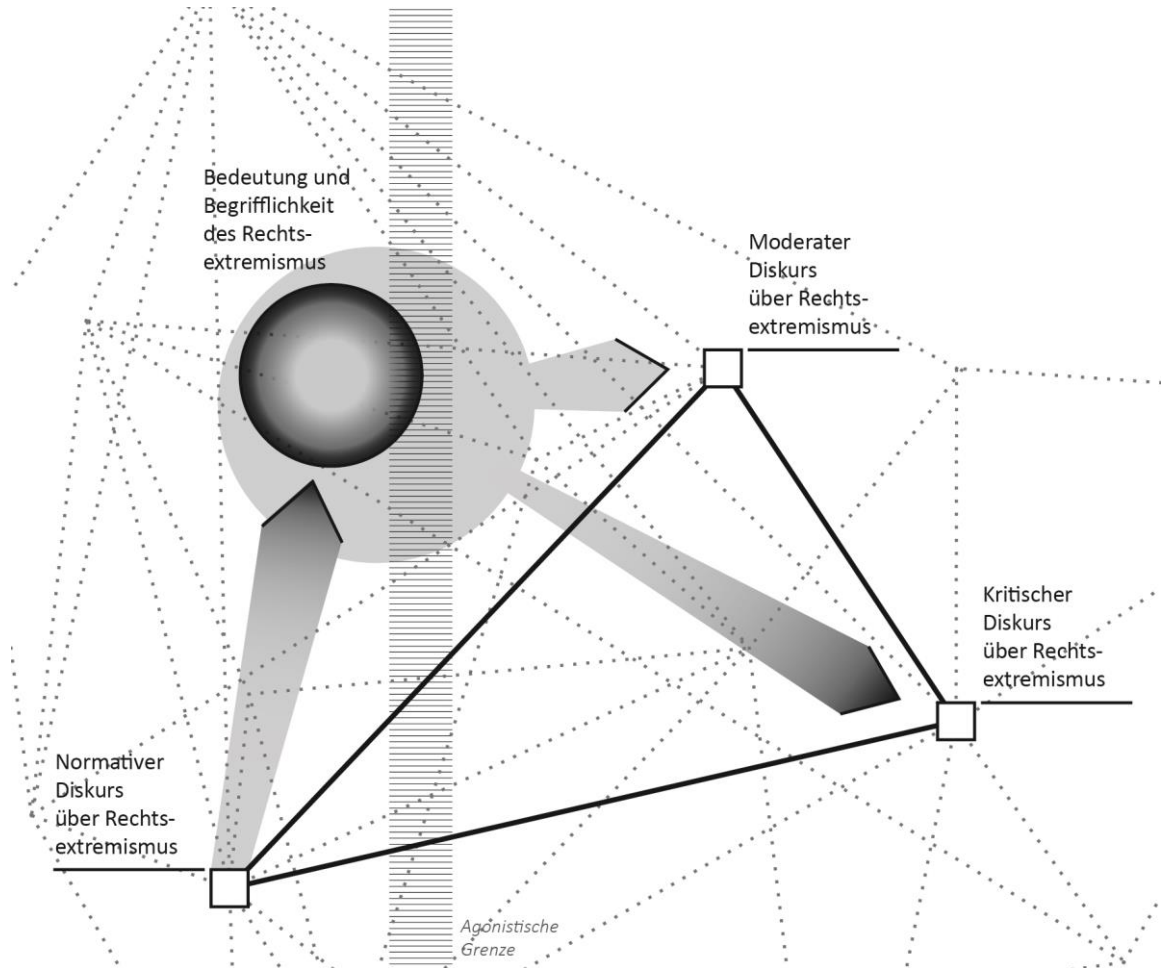 Bedeutung und
Begrifflichkeit
des Rechts-
extremismus
Moderater
Diskurs
über Rechts-
extremismus
Kritischer
Diskurs
über Rechts-
extremismus
Normativer
Diskurs
über Rechts-
extremismus
Agonistische
Grenze